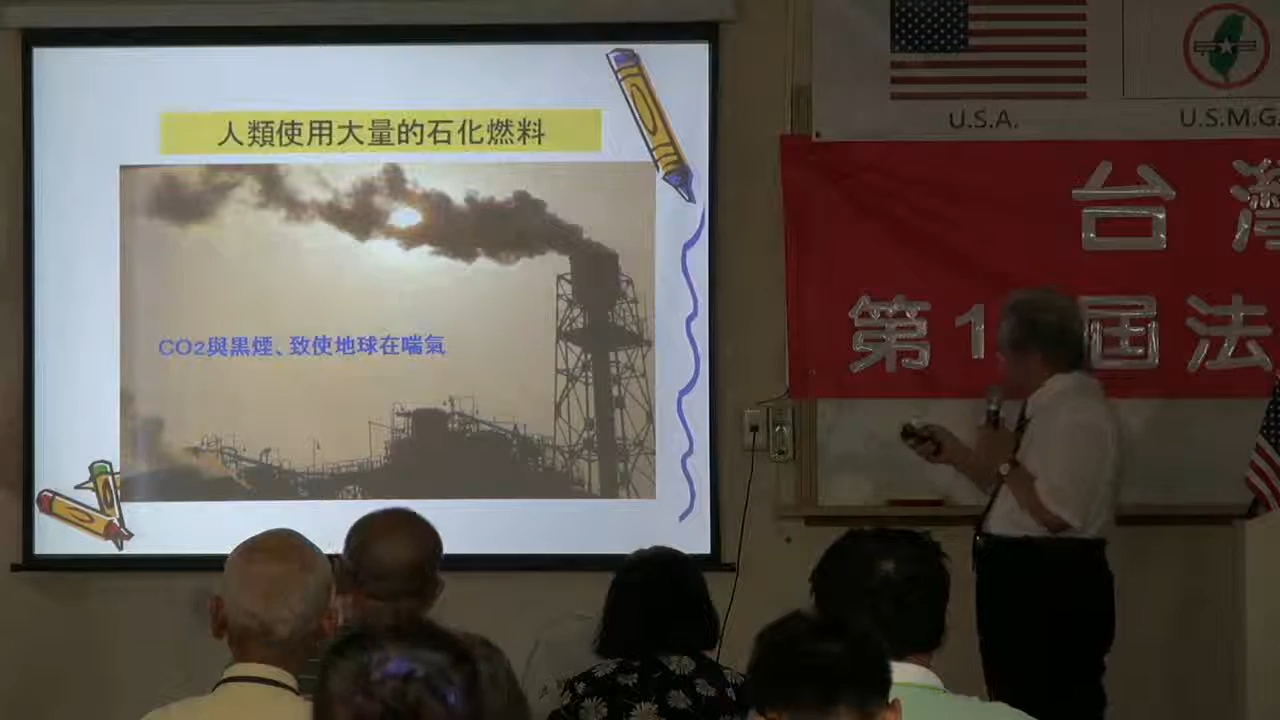 人類使用大量的石化燃料
CO2與黑煙、致使地球在喘氣
U.S.A.
U.S.M.G.
台灣
第1 屆法